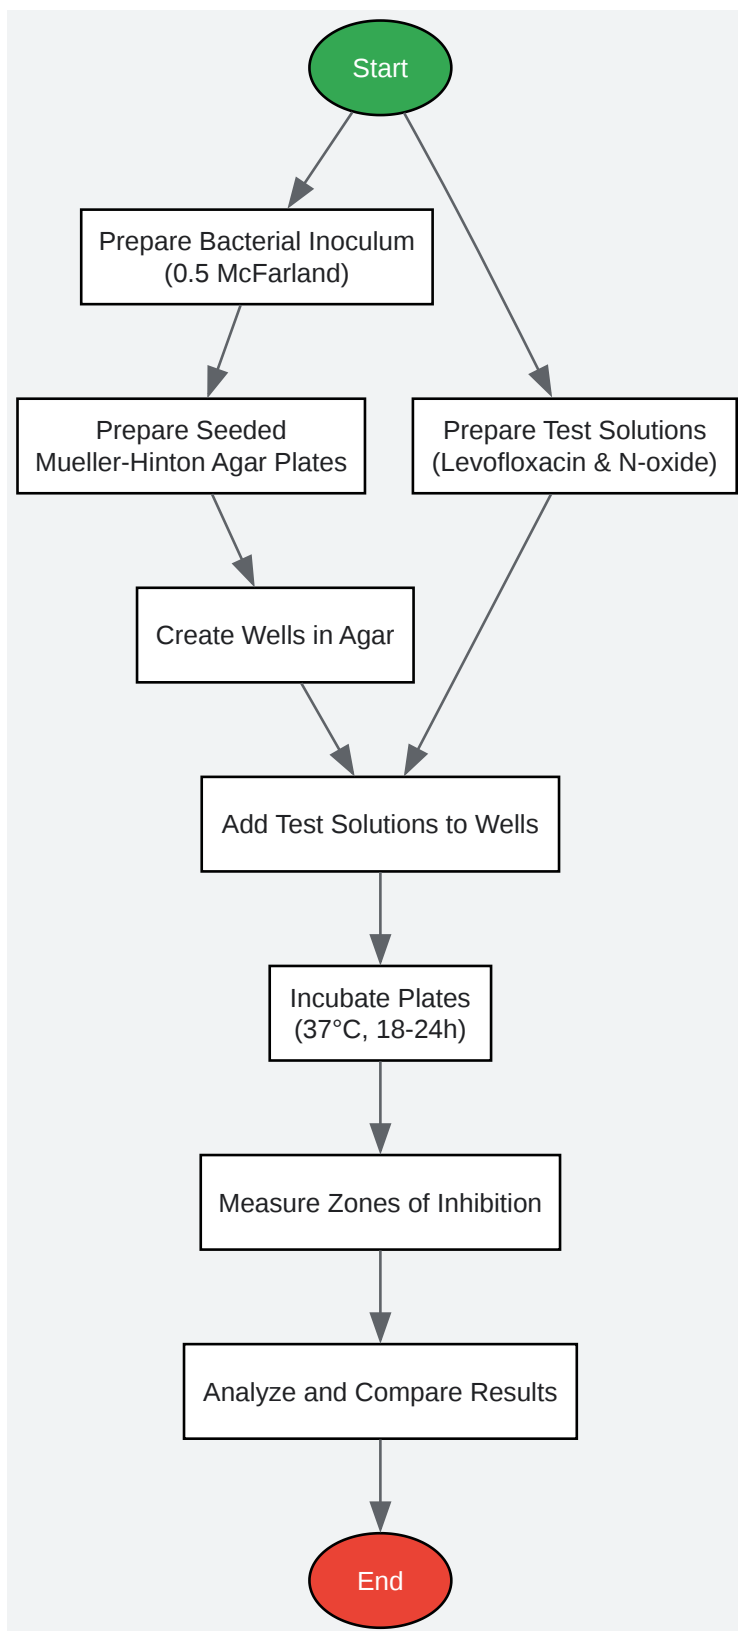 Start
Prepare Bacterial Inoculum
(0.5 McFarland)
Prepare Seeded
Mueller-Hinton Agar Plates
Prepare Test Solutions
(Levofloxacin & N-oxide)
Create Wells in Agar
Add Test Solutions to Wells
Incubate Plates
(37°C, 18-24h)
Measure Zones of Inhibition
Analyze and Compare Results
End